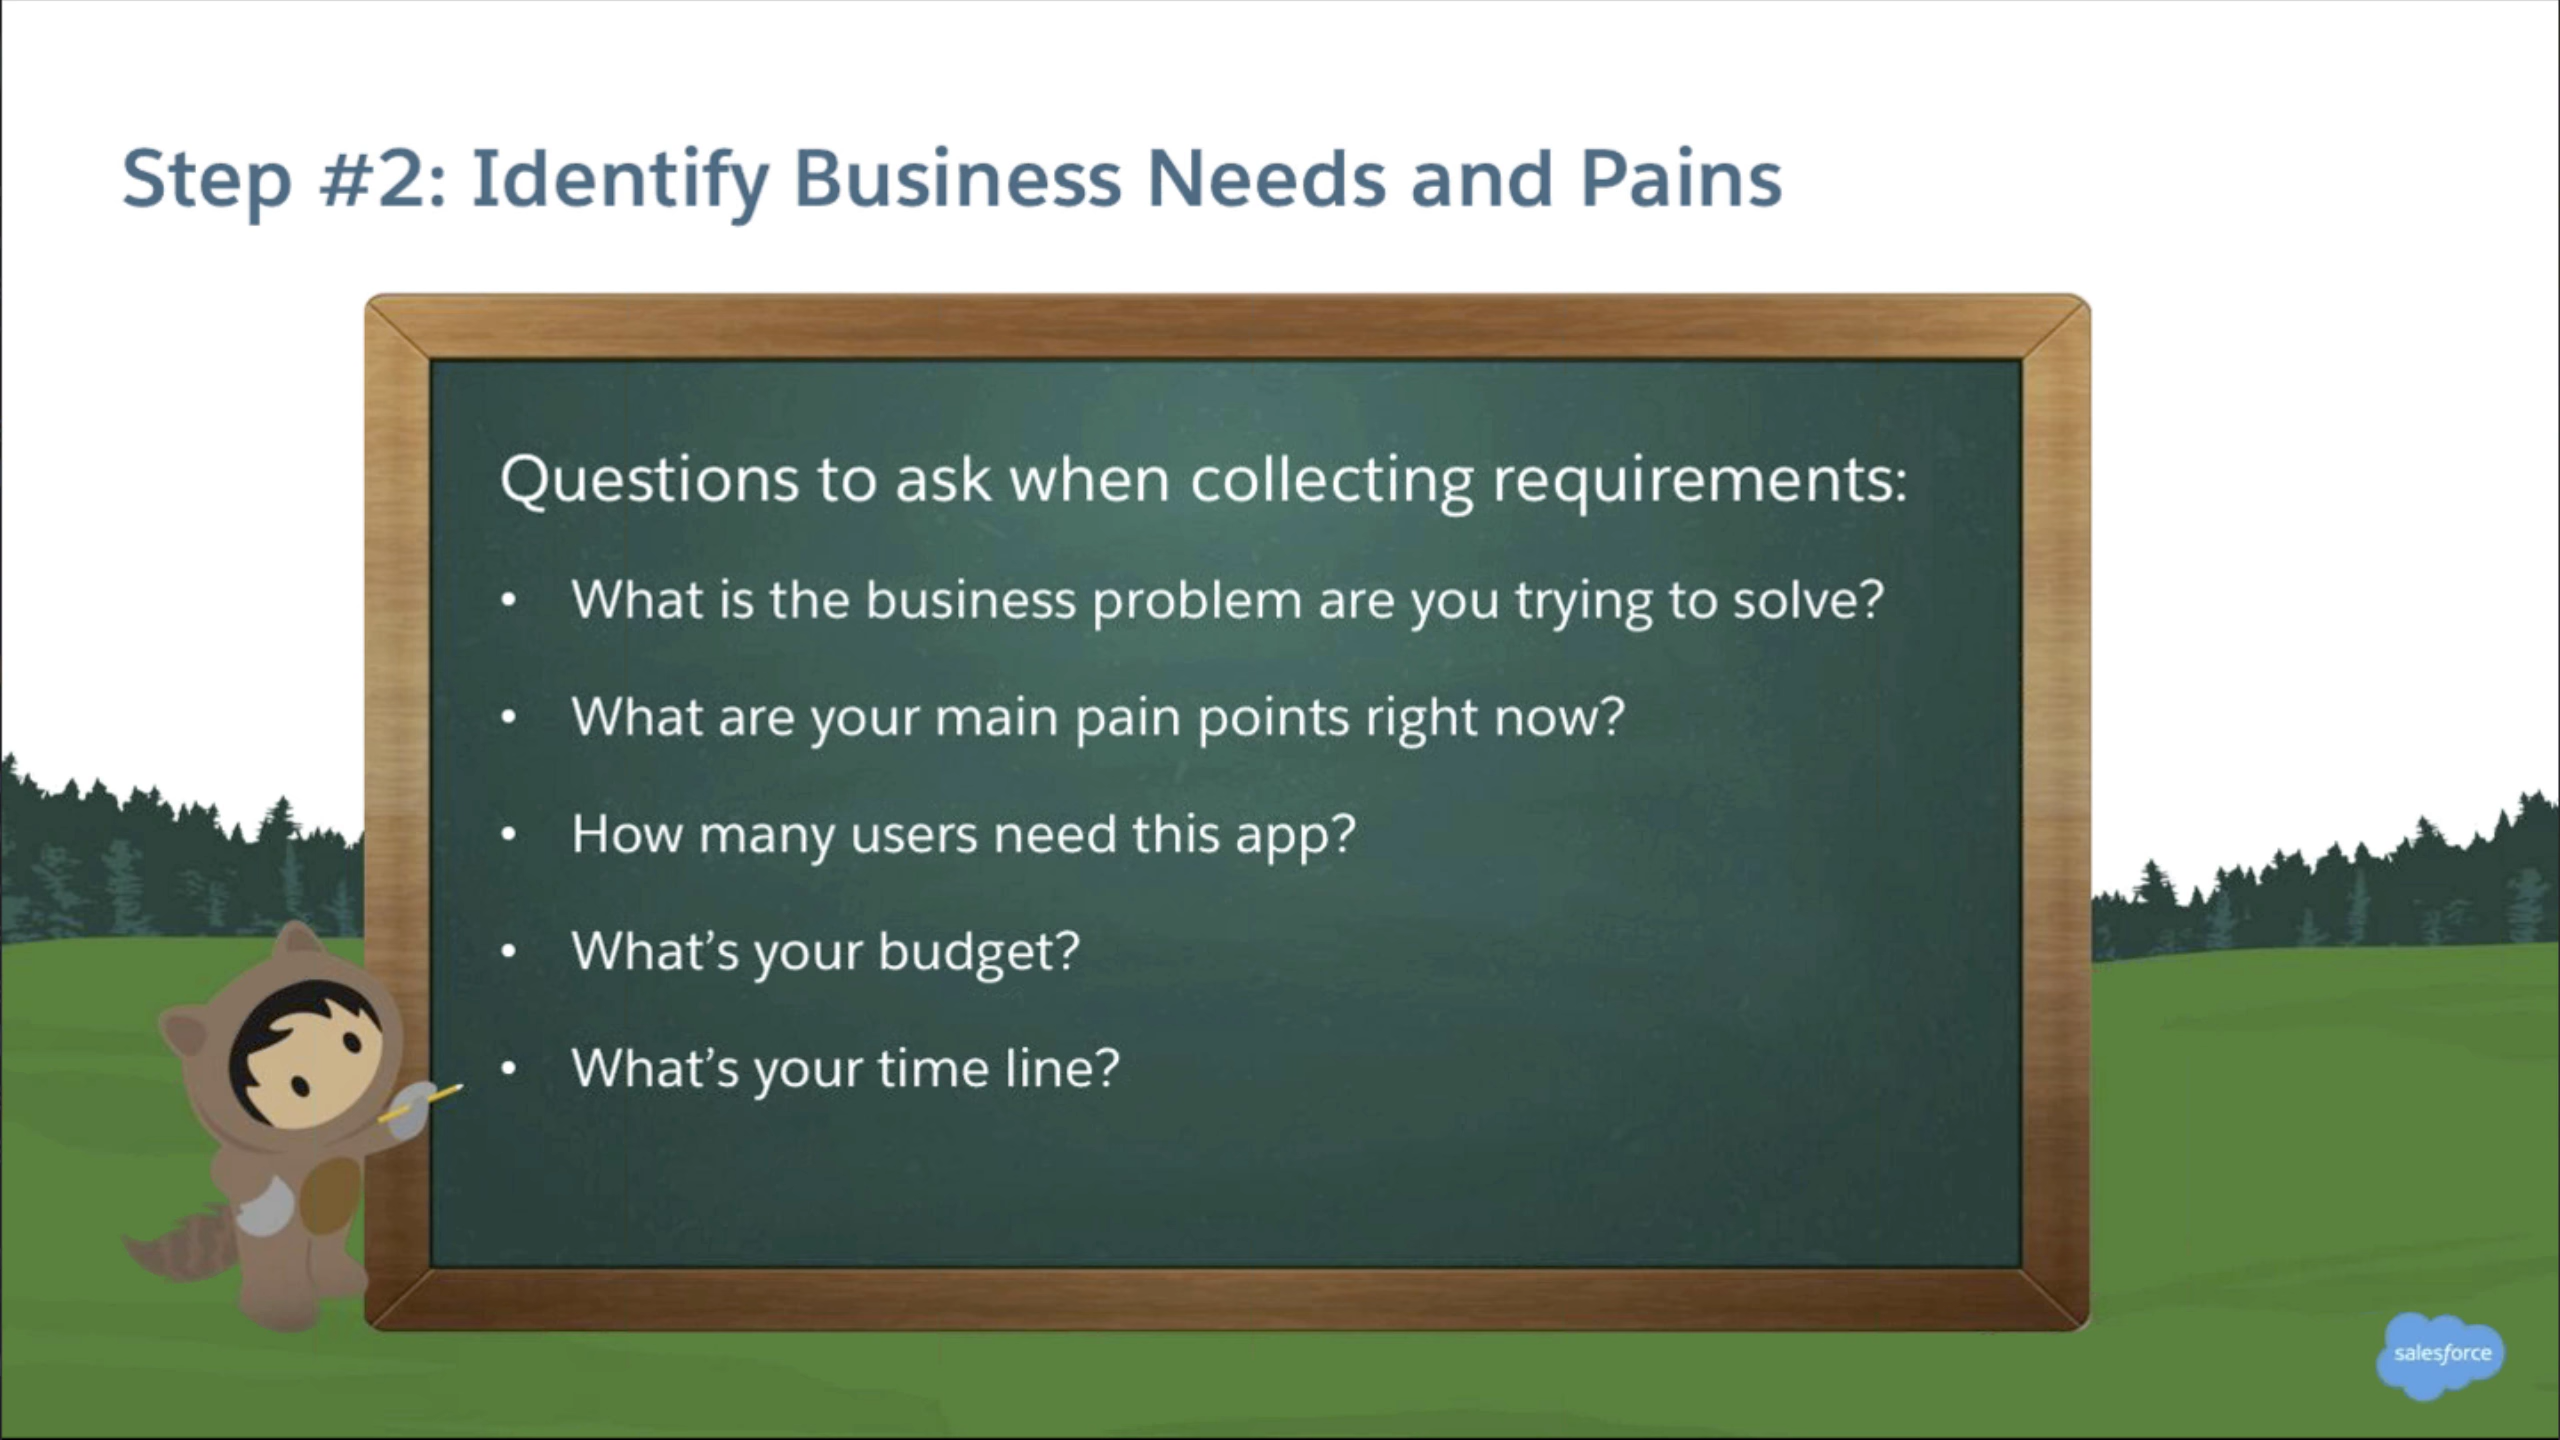 Step #2: Identify Business Needs and Pains
Questions to ask when collecting requirements:
• What is the business problem are you trying to solve?
• What are your main pain points right now?
• How many users need this app?
• What’s your budget?
• What’s your time line?
salesforce